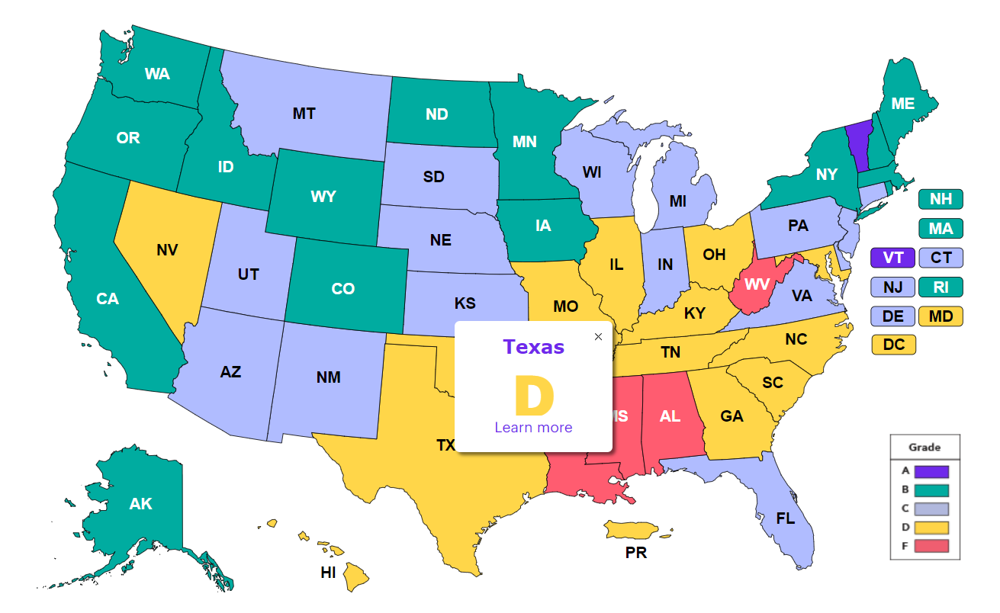 WA
ME
MT
ND
OR
MN
ID
NY
WI
SD
WY
MI
NH
PA
IA
MA
NE
NV
OH
VT
CT
IL
IN
UT
WV
CO
NJ
RI
CA
VA
KS
MO
KY
DE
MD
NC
Texas
×
DC
TN
AZ
NM
SC
D
MS
AL
GA
Learn more
TX
Grade
A
B
AK
C
FL
D
F
PR
HI